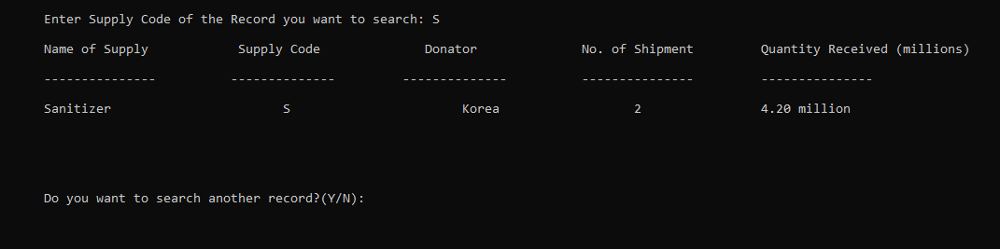 Enter Supply Code of the Record you want to search: S
Name of Supply Supply Code Donator No. of Shipment Quantity Received (millions)
--------------- -------------- -------------- --------------- ---------------
Sanitizer S Korea 2 4.20 million
Do you want to search another record?(Y/N):